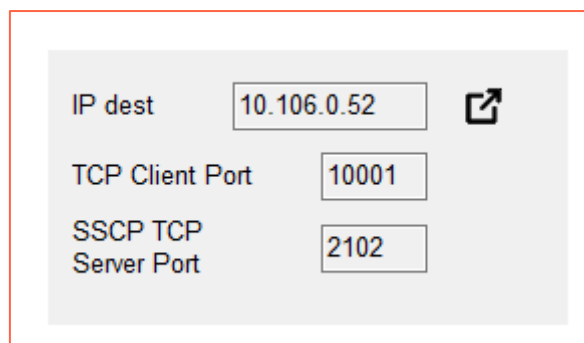 IP dest 10.106.0.52
TCP Client Port 10001
SSCP TCP
Server Port 2102